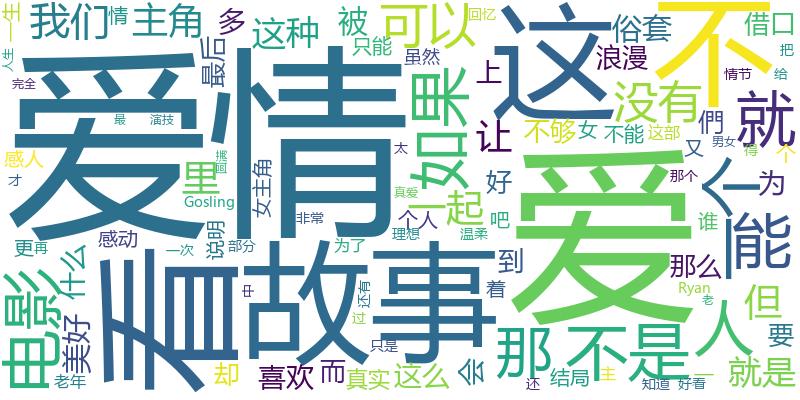 一生
我们
情
主角
多
这种
被
可以
回忆
这
不
俗套
借口
把
人生
最后
只能
虽然
上
浪漫
情节
给
完全
爱情
如果
没有
就
最
演技
让
不够
女
不能
这部
們
男女
得
个
感人
里
画面
女主角
太
好
爱
又
那个
人
为
才
Gosling
真爱
一起
个人
吧
谁
能
非常
理想
温柔
更
再
感动
说明
部分
为了
到
那么
什么
一次
看
故事
还有
着
Ryan
老
但
电影
美好
中
过
只是
那
不是
人
一
要
老年
却
喜欢
而
真实
这么
会
还
结局
主
知道
好看
就是